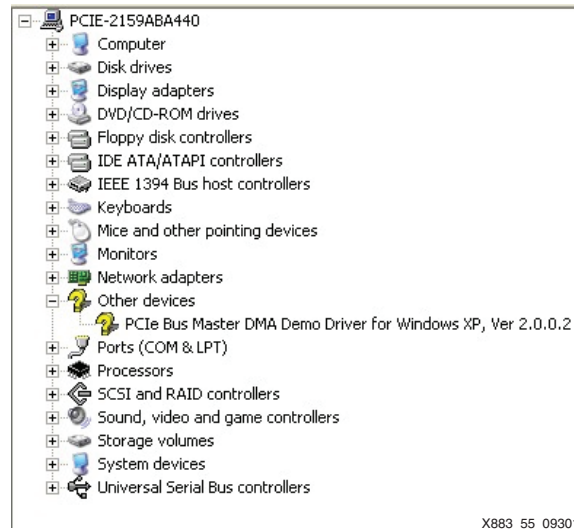 PCIE-2159ABA440
Computer
Disk drives
Display adapters
DVD/CD-ROM drives
Floppy disk controllers
IDE ATA/ATAPI controllers
IEEE 1394 Bus host controllers
Keyboards
Mice and other pointing devices
Monitors
Network adapters
Other devices
PCIe Bus Master DMA Demo Driver for Windows XP, Ver 2.0.0.2
Ports (COM & LPT)
Processors
SCSI and RAID controllers
Sound, video and game controllers
Storage volumes
System devices
Universal Serial Bus controllers